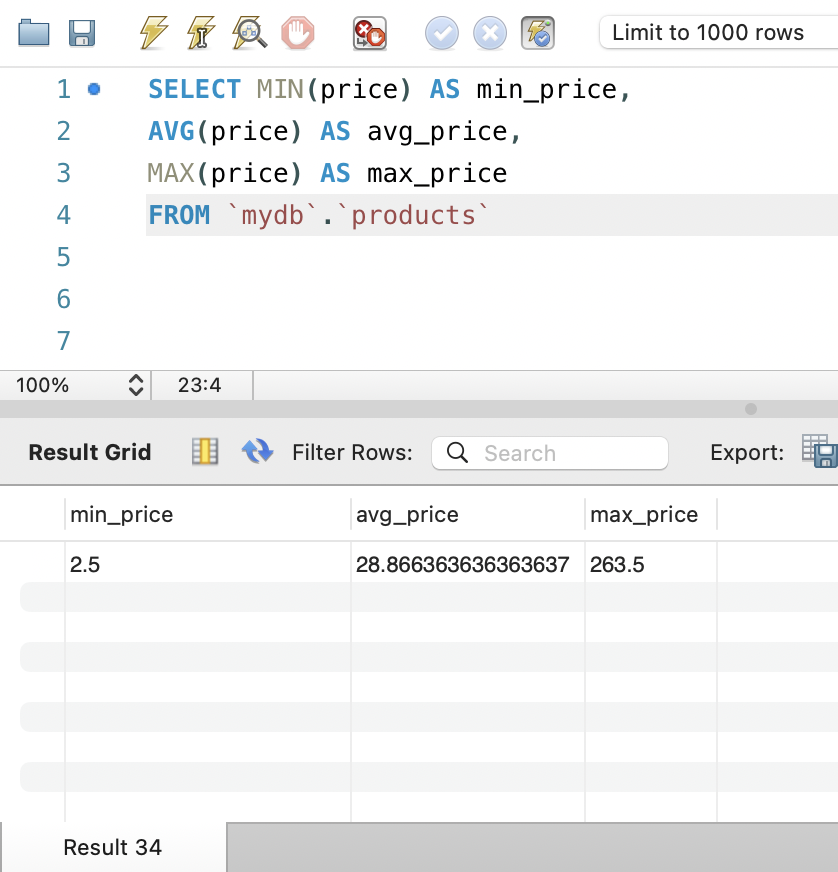 Limit to 1000 rows
1 SELECT MIN(price) AS min_price,
2 AVG(price) AS avg_price,
3 MAX(price) AS max_price
4 FROM `mydb`.`products`
5
6
7
100% 23:4
Result Grid Filter Rows: Search Export:
min_price avg_price max_price
2.5 28.866363636363637 263.5
Result 34